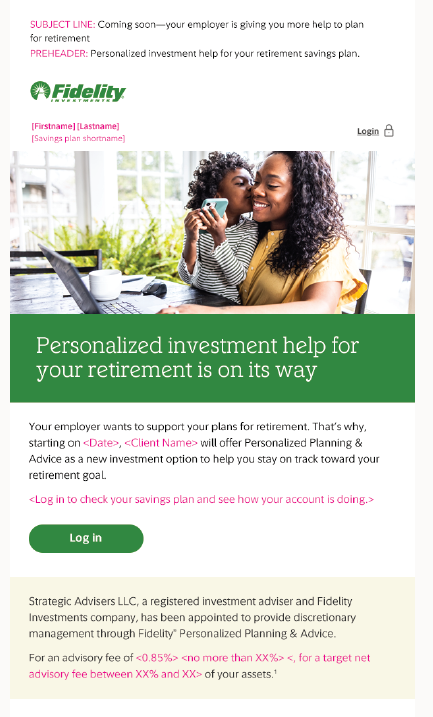 SUBJECT LINE: Coming soon—your employer is giving you more help to plan
for retirement
PREHEADER: Personalized investment help for your retirement savings plan.
Fidelity
INVESTMENTS
[Firstname] [Lastname]
[Savings plan shortname]
Login
Personalized investment help for
your retirement is on its way
Your employer wants to support your plans for retirement. That's why,
starting on <Date>, <Client Name> will offer Personalized Planning &
Advice as a new investment option to help you stay on track toward your
retirement goal.
<Log in to check your savings plan and see how your account is doing.>
Log in
Strategic Advisers LLC, a registered investment adviser and Fidelity
Investments company, has been appointed to provide discretionary
management through Fidelity® Personalized Planning & Advice.
For an advisory fee of <0.85%> <no more than XX%> <, for a target net
advisory fee between XX% and XX> of your assets.¹